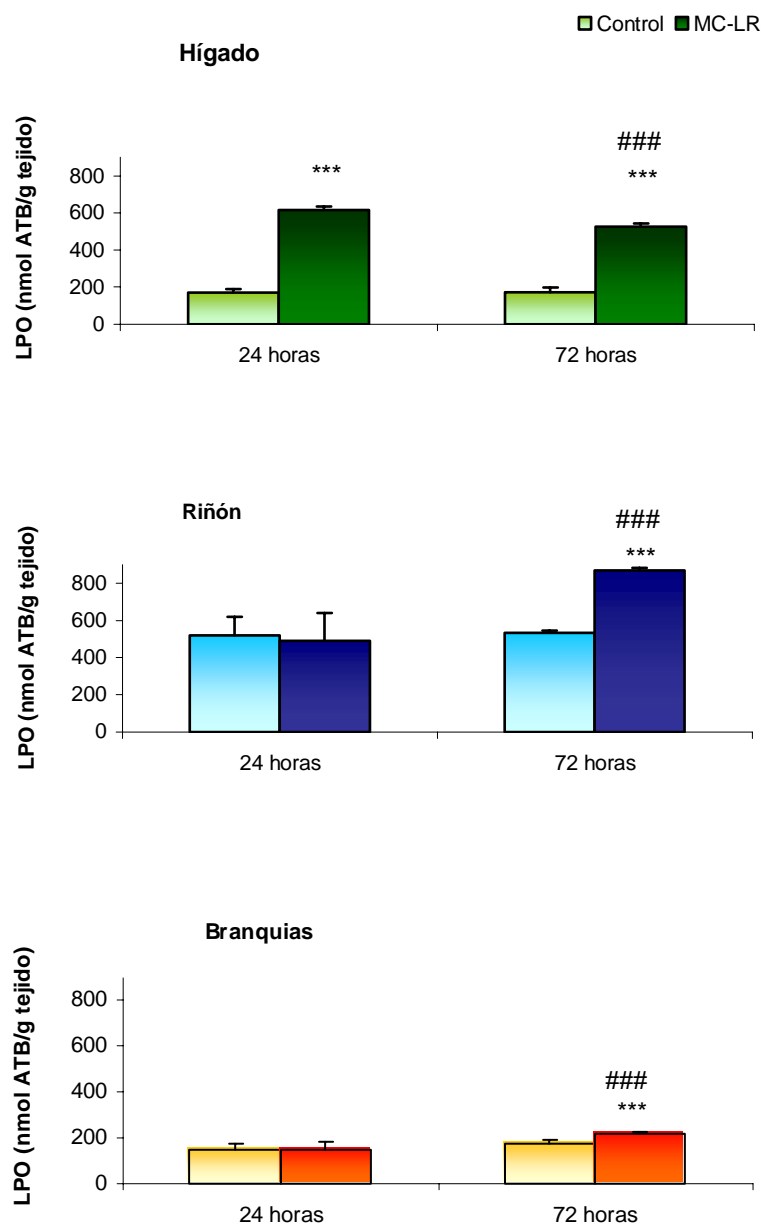 Control MC-LR
Hígado
LPO (nmol ATB/g tejido)
###
***
***
800
600
400
200
0
24 horas 72 horas
Riñón
LPO (nmol ATB/g tejido)
###
***
800
600
400
200
0
24 horas 72 horas
Branquias
LPO (nmol ATB/g tejido)
800
600
###
400
***
200
0
24 horas 72 horas